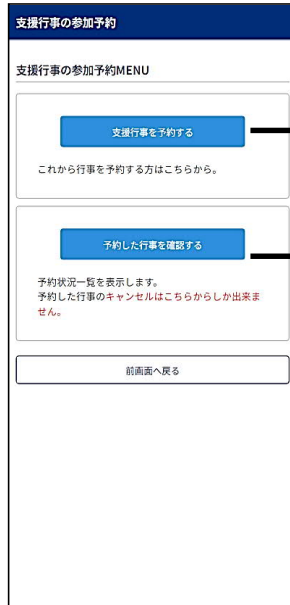 支援行事の参加予約
支援行事の参加予約MENU
支援行事を予約する
これから行事を予約する方はこちらから。
予約した行事を確認する
予約状況一覧を表示します。
予約した行事のキャンセルはこちらからしか出来ま
せん。
前画面へ戻る